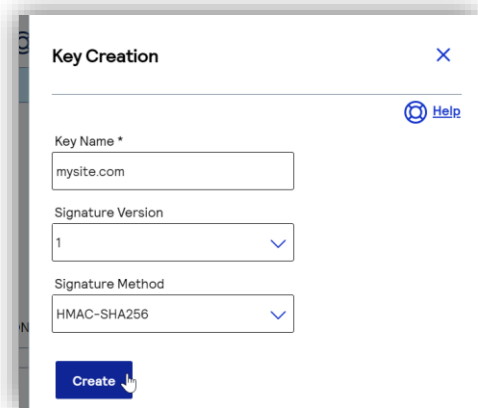 Key Creation
Help
Key Name *
mysite.com
Signature Version
1
Signature Method
HMAC-SHA256
Create